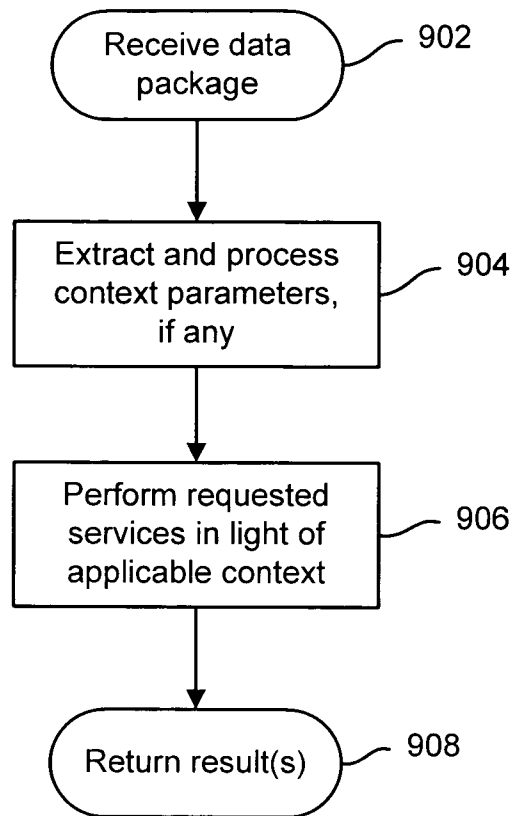 Receive data
package
902
Extract and process
context parameters,
if any
904
Perform requested
services in light of
applicable context
906
Return result(s)
908